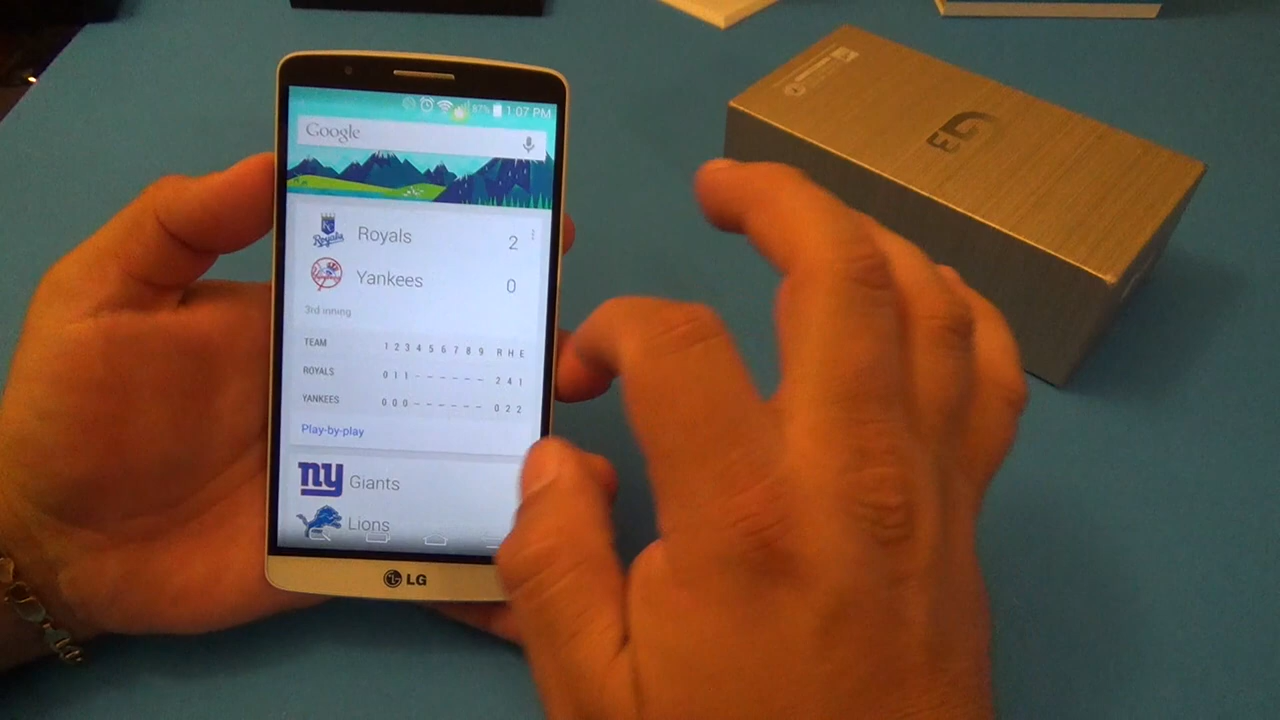 87% 1:07 PM
Google
Royals 2
Yankees 0
3rd inning
TEAM 1 2 3 4 5 6 7 8 9 R H E
ROYALS 0 1 1 - - - - - - 2 4 1
YANKEES 0 0 0 - - - - - - 0 2 2
Play-by-play
ny Giants
Lions
LG
G3